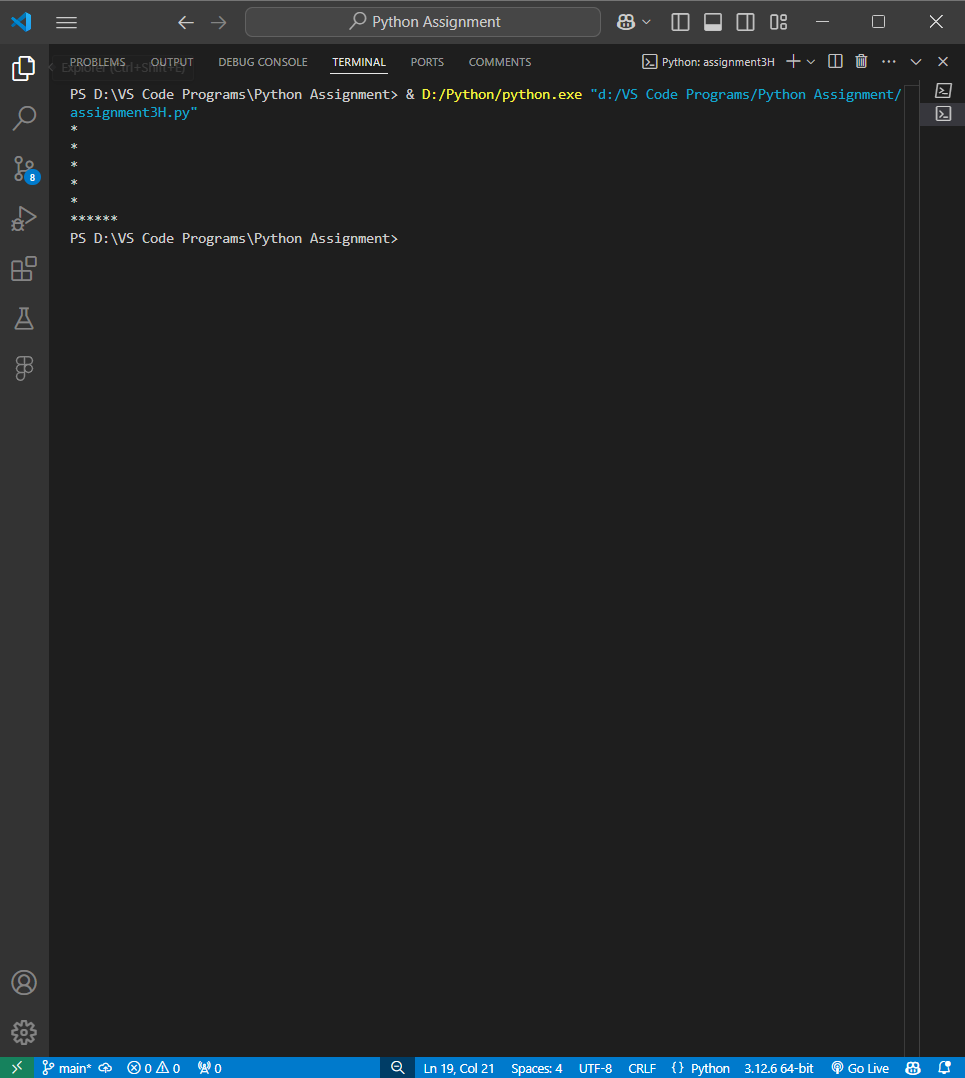 Python Assignment
PROBLEMS OUTPUT DEBUG CONSOLE TERMINAL PORTS COMMENTS Python: assignment3H
Explorer (Ctrl+Shift+E)
PS D:\VS Code Programs\Python Assignment> & D:/Python/python.exe "d:/VS Code Programs/Python Assignment/
assignment3H.py"
*
*
*
*
*
******
PS D:\VS Code Programs\Python Assignment>
8
main* 0 0 0 Ln 19, Col 21 Spaces: 4 UTF-8 CRLF {} Python 3.12.6 64-bit Go Live